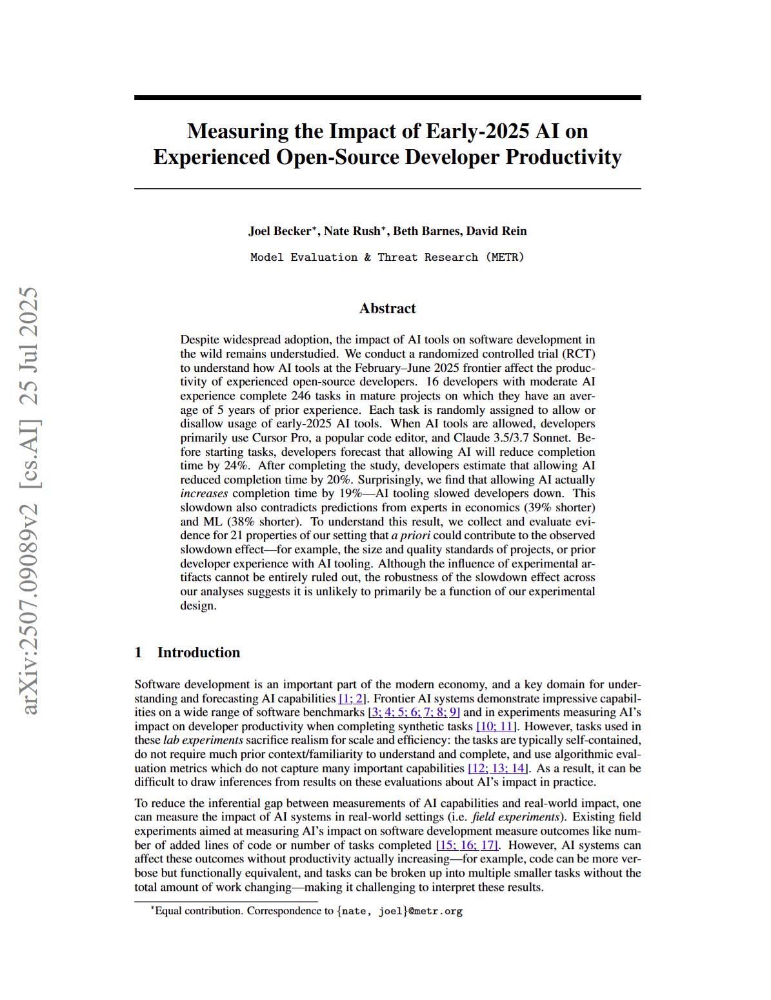 Measuring the Impact of Early-2025 AI on
Experienced Open-Source Developer Productivity
Joel Becker*, Nate Rush*, Beth Barnes, David Rein
Model Evaluation & Threat Research (METR)
Abstract
Despite widespread adoption, the impact of AI tools on software development in
the wild remains understudied. We conduct a randomized controlled trial (RCT)
to understand how AI tools at the February–June 2025 frontier affect the produc-
tivity of experienced open-source developers. 16 developers with moderate AI
experience complete 246 tasks in mature projects on which they have an aver-
age of 5 years of prior experience. Each task is randomly assigned to allow or
disallow usage of early-2025 AI tools. When AI tools are allowed, developers
primarily use Cursor Pro, a popular code editor, and Claude 3.5/3.7 Sonnet. Be-
fore starting tasks, developers forecast that allowing AI will reduce completion
time by 24%. After completing the study, developers estimate that allowing AI
reduced completion time by 20%. Surprisingly, we find that allowing AI actually
increases completion time by 19%—AI tooling slowed developers down. This
slowdown also contradicts predictions from experts in economics (39% shorter)
and ML (38% shorter). To understand this result, we collect and evaluate evi-
dence for 21 properties of our setting that a priori could contribute to the observed
slowdown effect—for example, the size and quality standards of projects, or prior
developer experience with AI tooling. Although the influence of experimental ar-
tifacts cannot be entirely ruled out, the robustness of the slowdown effect across
our analyses suggests it is unlikely to primarily be a function of our experimental
design.
1 Introduction
Software development is an important part of the modern economy, and a key domain for under-
standing and forecasting AI capabilities [1; 2]. Frontier AI systems demonstrate impressive capabil-
ities on a wide range of software benchmarks [3; 4; 5; 6; 7; 8; 9] and in experiments measuring AI's
impact on developer productivity when completing synthetic tasks [10; 11]. However, tasks used in
these lab experiments sacrifice realism for scale and efficiency: the tasks are typically self-contained,
do not require much prior context/familiarity to understand and complete, and use algorithmic eval-
uation metrics which do not capture many important capabilities [12; 13; 14]. As a result, it can be
difficult to draw inferences from results on these evaluations about AI's impact in practice.
To reduce the inferential gap between measurements of AI capabilities and real-world impact, one
can measure the impact of AI systems in real-world settings (i.e. field experiments). Existing field
experiments aimed at measuring AI's impact on software development measure outcomes like num-
ber of added lines of code or number of tasks completed [15; 16; 17]. However, AI systems can
affect these outcomes without productivity actually increasing—for example, code can be more ver-
bose but functionally equivalent, and tasks can be broken up into multiple smaller tasks without the
total amount of work changing—making it challenging to interpret these results.
*Equal contribution. Correspondence to {nate, joel}@metr.org
arXiv:2507.09089v2 [cs.AI] 25 Jul 2025